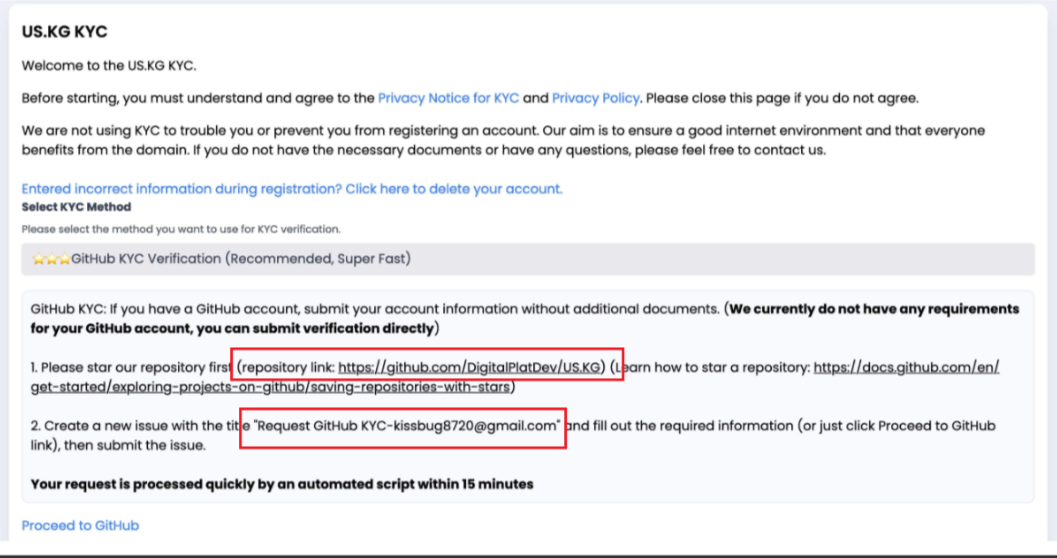 US.KG KYC
Welcome to the US.KG KYC.
Before starting, you must understand and agree to the Privacy Notice for KYC and Privacy Policy. Please close this page if you do not agree.
We are not using KYC to trouble you or prevent you from registering an account. Our aim is to ensure a good internet environment and that everyone
benefits from the domain. If you do not have the necessary documents or have any questions, please feel free to contact us.
Entered incorrect information during registration? Click here to delete your account.
Select KYC Method
Please select the method you want to use for KYC verification.
⭐⭐⭐GitHub KYC Verification (Recommended, Super Fast)
GitHub KYC: If you have a GitHub account, submit your account information without additional documents. (We currently do not have any requirements
for your GitHub account, you can submit verification directly)
1. Please star our repository first (repository link: https://github.com/DigitalPlatDev/US.KG) (Learn how to star a repository: https://docs.github.com/en/
get-started/exploring-projects-on-github/saving-repositories-with-stars)
2. Create a new issue with the title "Request GitHub KYC-kissbug8720@gmail.com" and fill out the required information (or just click Proceed to GitHub
link), then submit the issue.
Your request is processed quickly by an automated script within 15 minutes
Proceed to GitHub